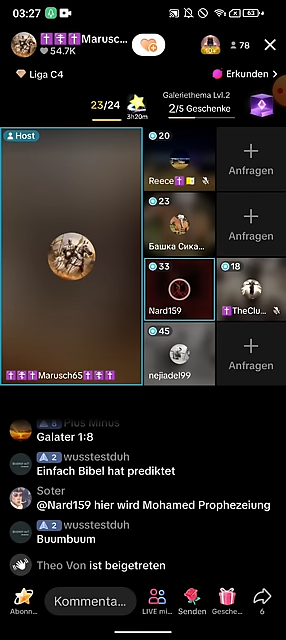 03:27
63
✝️✝️☦️Marusc...
54.7K
78
Liga C4
Erkunden >
23/24
3h20m
Galeriethema Lvl.2
2/5 Geschenke
Host
20
Reece✝️
Anfragen
23
Башка Сика...
Anfragen
33
Nard159
18
✝️TheClu...
45
nejiadel99
Anfragen
✝️☦️✝️Marusch65✝️✝️✝️
Plus Minus
Galater 1:8
2 wusstestduh
Einfach Bibel hat prediktet
Soter
@Nard159 hier wird Mohamed Prophezeiung
2 wusstestduh
Buumbuum
Theo Von ist beigetreten
Kommenta...
Abonn...
LIVE mi...
Senden
Gesche...
6